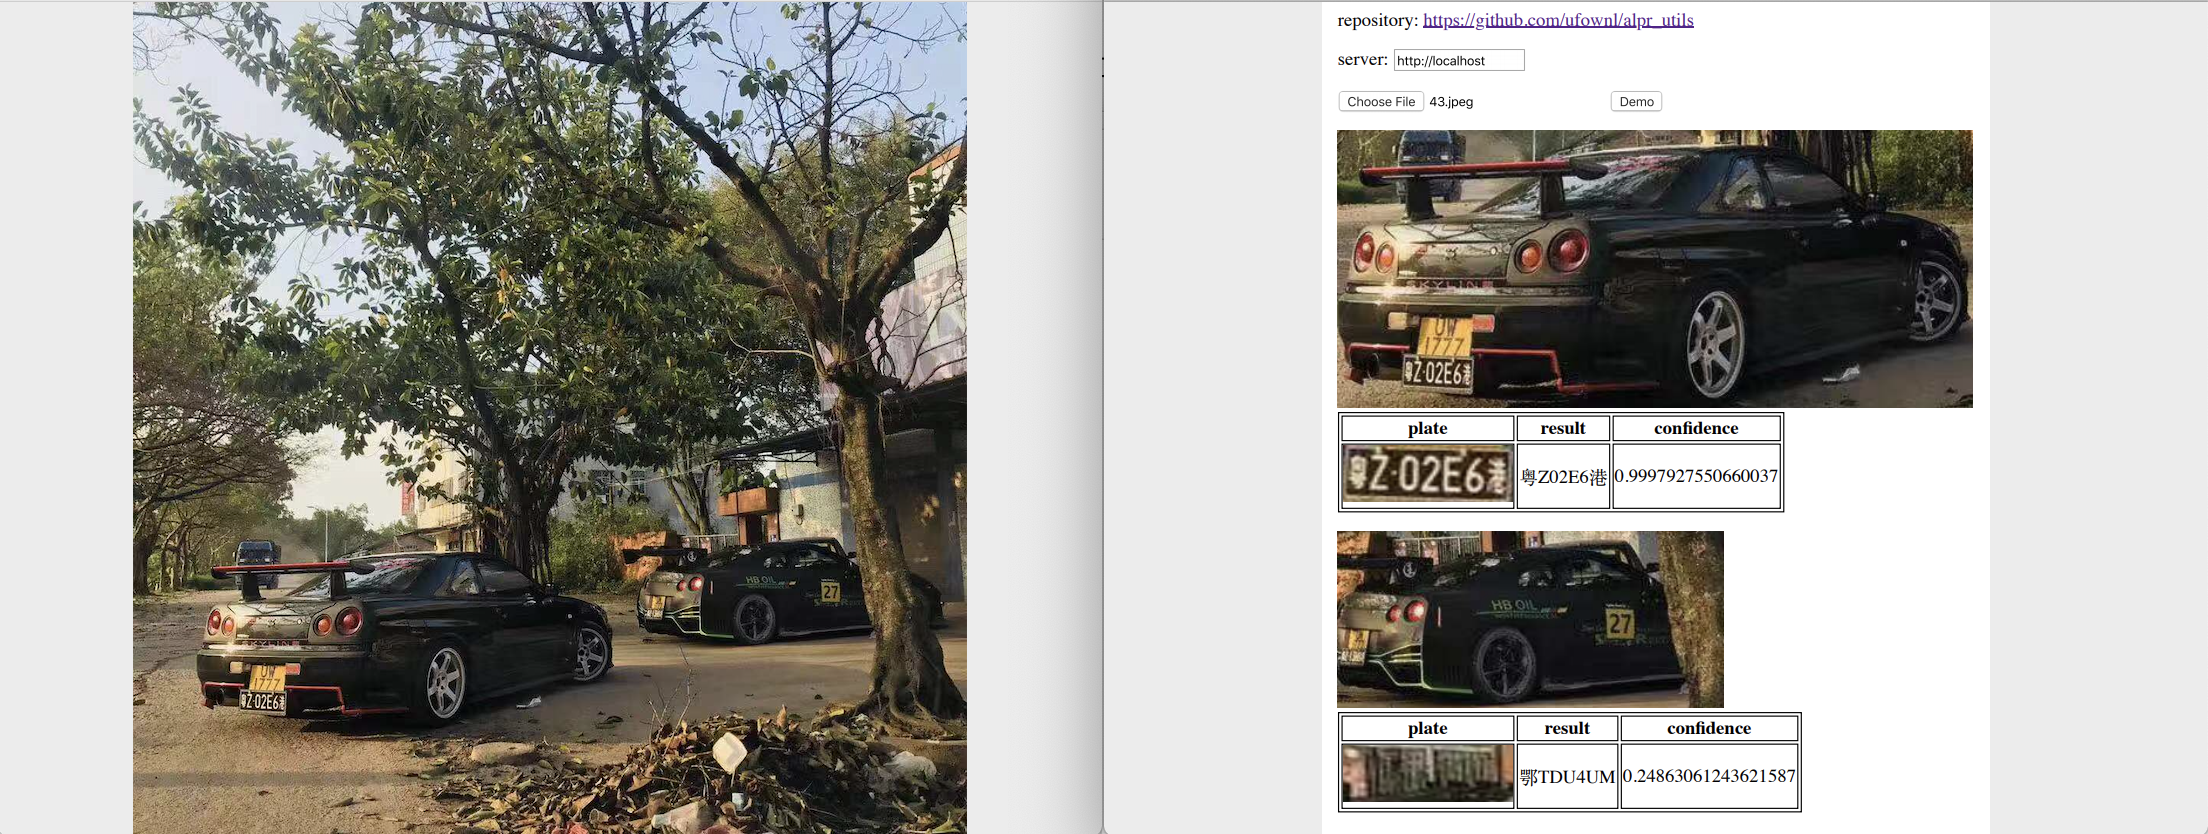 HB OIL
27
SKYLINE
UW
1777
粤Z·02E6港
repository: https://github.com/ufownl/alpr_utils
server: http://localhost
Choose File 43.jpeg Demo
SKYLINE
UW
1777
粤Z·02E6港
plate result confidence
粤Z·02E6港 粤Z02E6港 0.9997927550660037
HB OIL
27
plate result confidence
鄂TDU4UM 0.24863061243621587